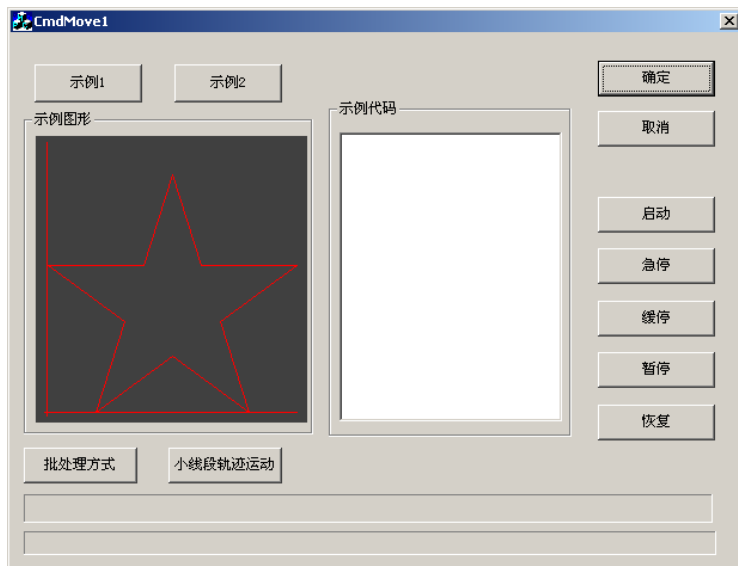 CmdMove1
示例1
示例2
确定
示例图形
示例代码
取消
启动
急停
缓停
暂停
恢复
批处理方式
小线段轨迹运动